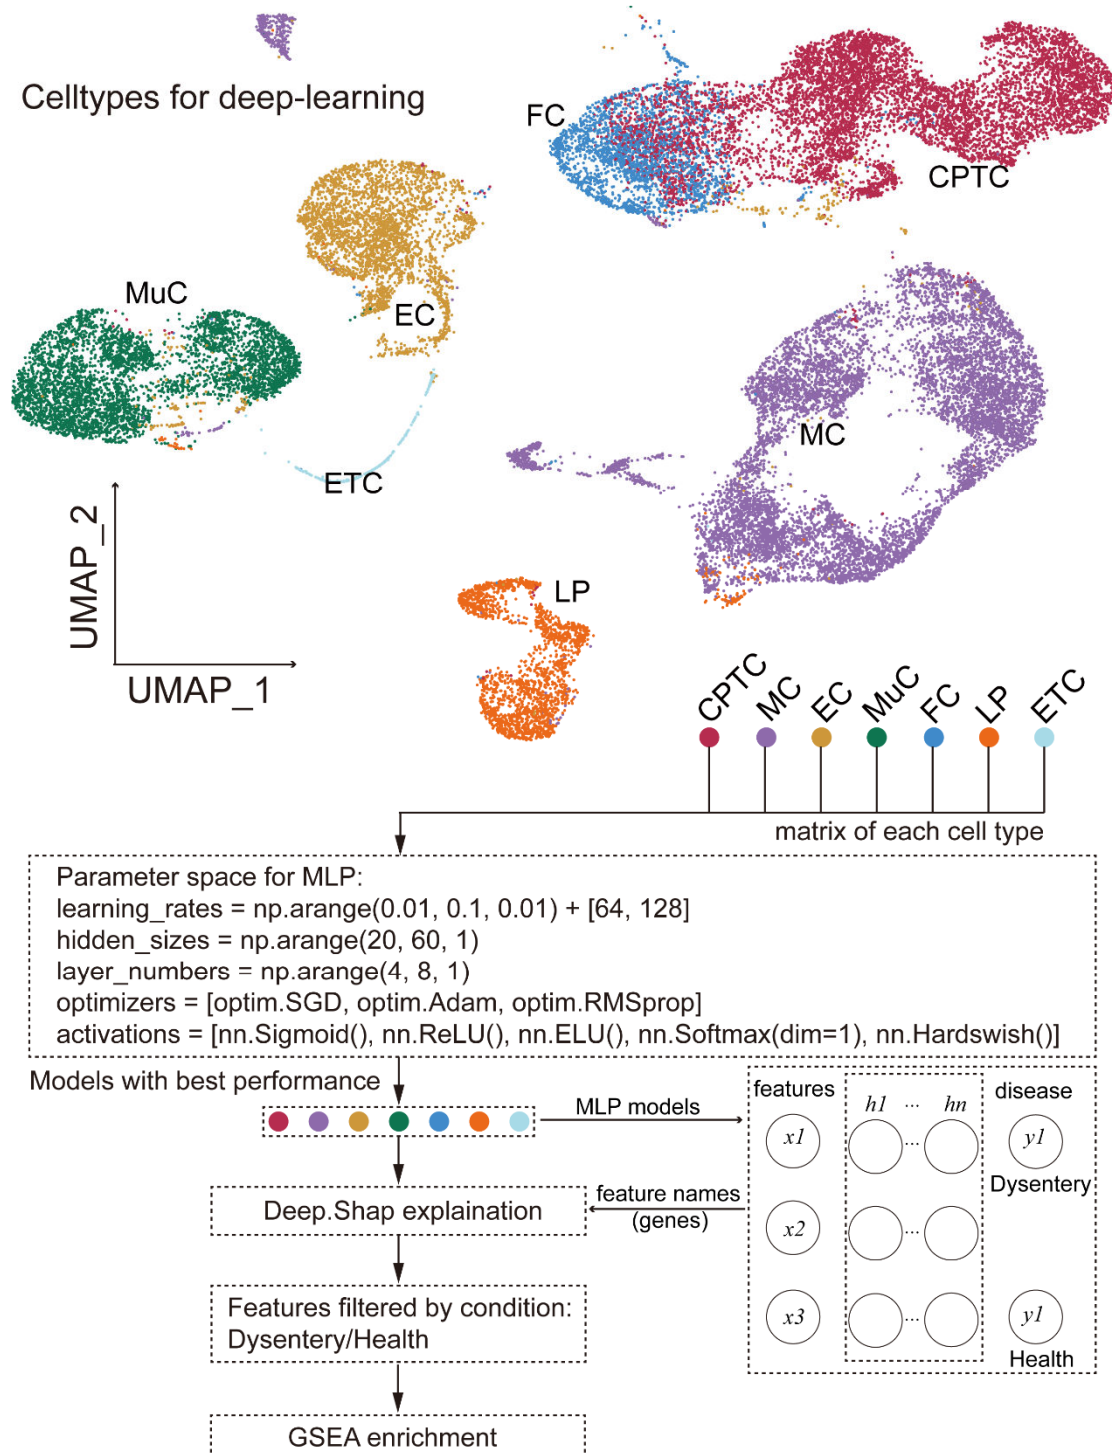 Celltypes for deep-learning
FC
CPTC
MuC
EC
MC
ETC
LP
UMAP_2
UMAP_1
CPTC
MC
EC
MuC
FC
LP
ETC
matrix of each cell type
Parameter space for MLP:
learning_rates = np.arange(0.01, 0.1, 0.01) + [64, 128]
hidden_sizes = np.arange(20, 60, 1)
layer_numbers = np.arange(4, 8, 1)
optimizers = [optim.SGD, optim.Adam, optim.RMSprop]
activations = [nn.Sigmoid(), nn.ReLU(), nn.ELU(), nn.Softmax(dim=1), nn.Hardswish()]
Models with best performance
MLP models
features
h1 ... hn
disease
x1
...
y1
Dysentery
feature names
(genes)
Deep.Shap explaination
x2
...
Features filtered by condition:
Dysentery/Health
x3
...
y1
Health
GSEA enrichment